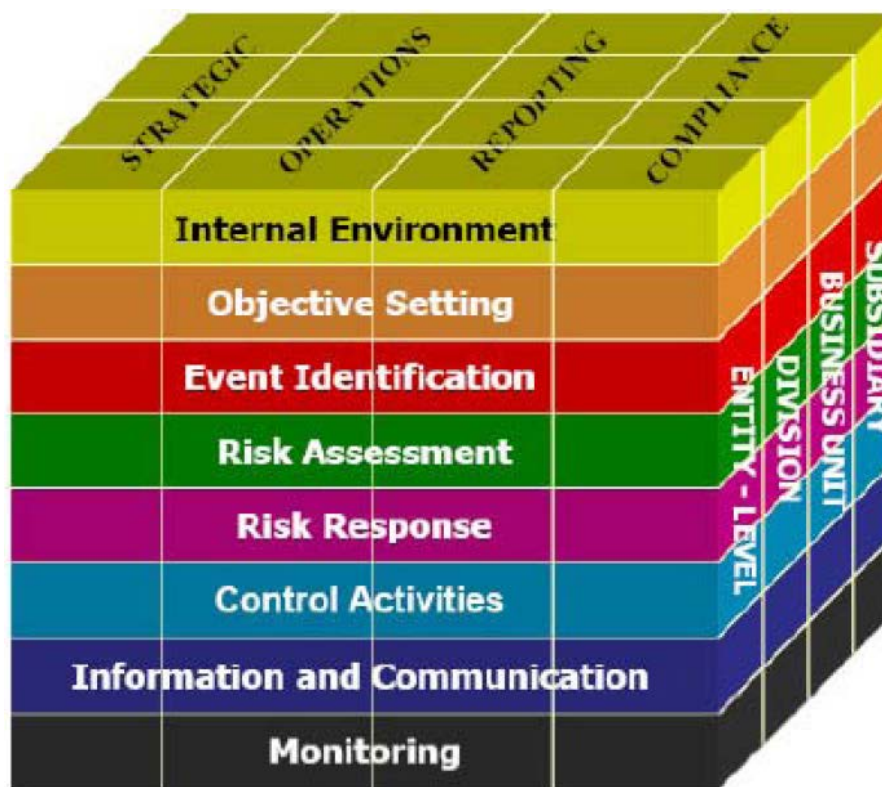 STRATEGIC
OPERATIONS
REPORTING
COMPLIANCE
Internal Environment
Objective Setting
Event Identification
Risk Assessment
Risk Response
Control Activities
Information and Communication
Monitoring
ENTITY - LEVEL
DIVISION
BUSINESS UNIT
SUBSIDIARY